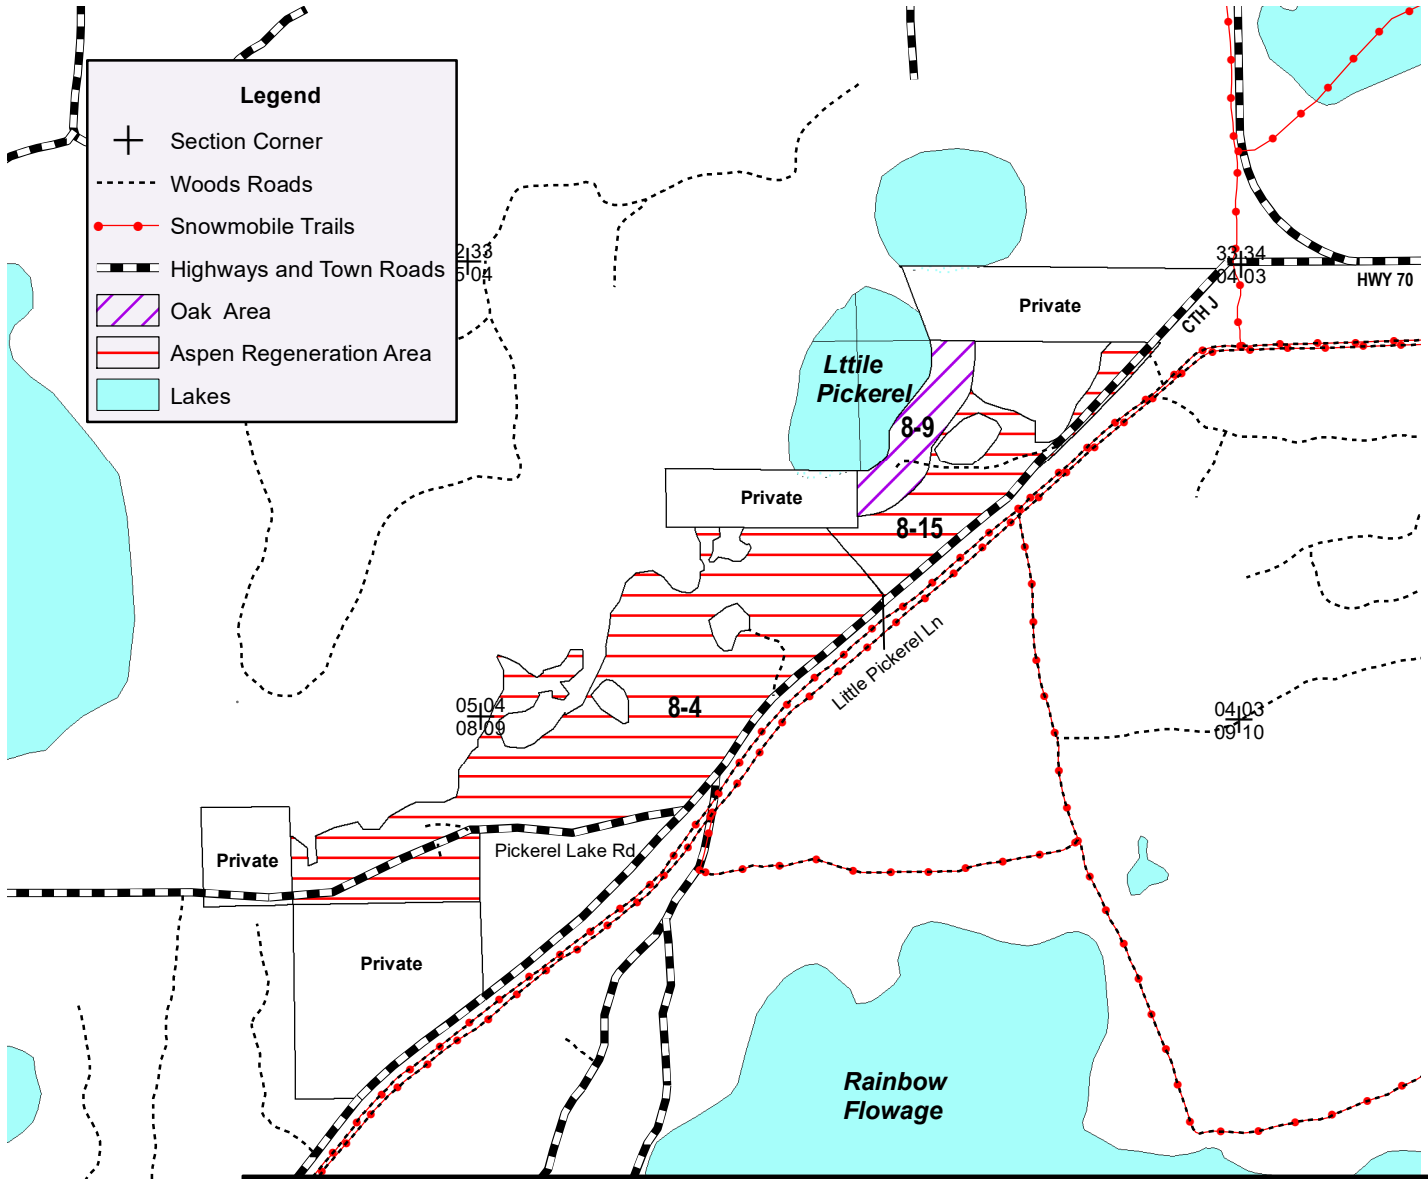 Legend
Section Corner
Woods Roads
Snowmobile Trails
Highways and Town Roads
Oak Area
Aspen Regeneration Area
Lakes
2 33
5 04
33 34
04 03
HWY 70
CTH J
Private
Lttile
Pickerel
8-9
Private
8-15
Little Pickerel Ln
05 04
08 09
8-4
04 03
09 10
Pickerel Lake Rd
Private
Private
Rainbow
Flowage